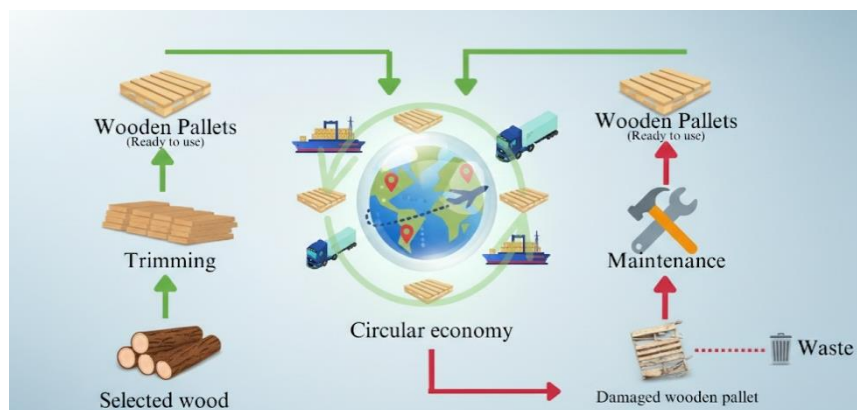 Wooden Pallets
(Ready to use)
Trimming
Selected wood
Circular economy
Wooden Pallets
(Ready to use)
Maintenance
Damaged wooden pallet
Waste